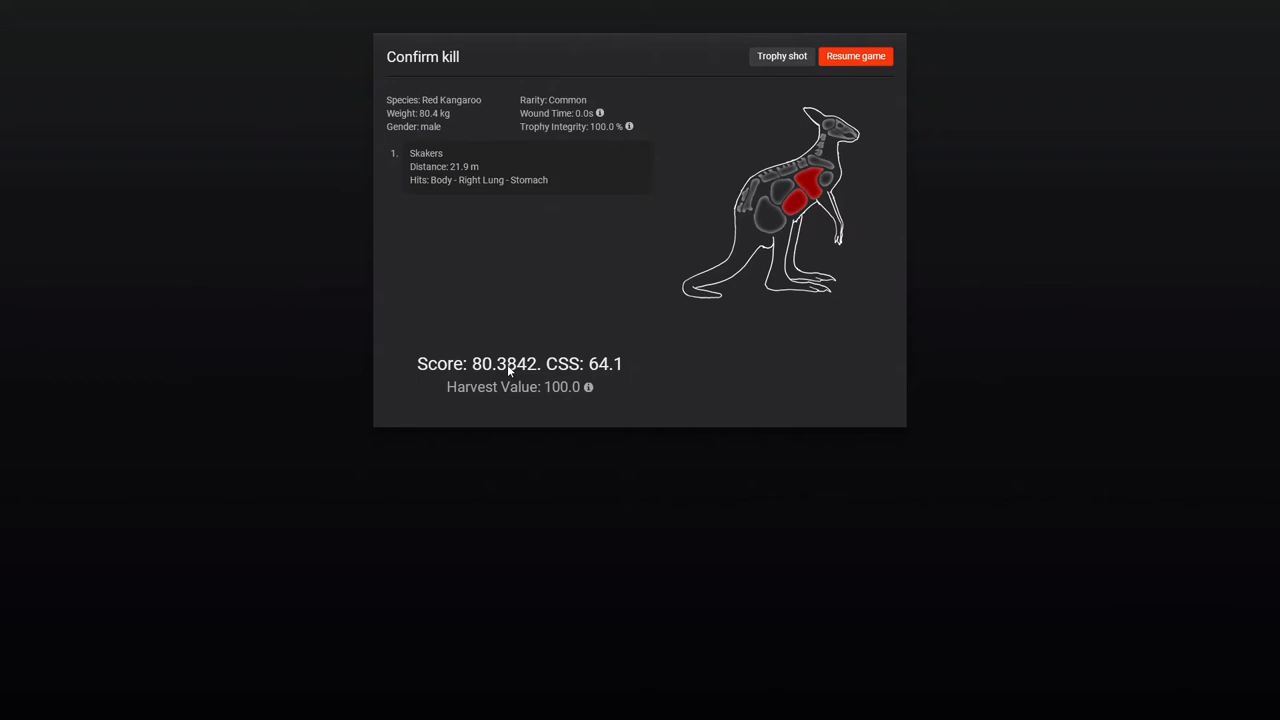 Confirm kill
Trophy shot
Resume game
Species: Red Kangaroo
Rarity: Common
Weight: 80.4 kg
Wound Time: 0.0s
Gender: male
Trophy Integrity: 100.0 %
1. Skakers
Distance: 21.9 m
Hits: Body - Right Lung - Stomach
Score: 80.3842. CSS: 64.1
Harvest Value: 100.0